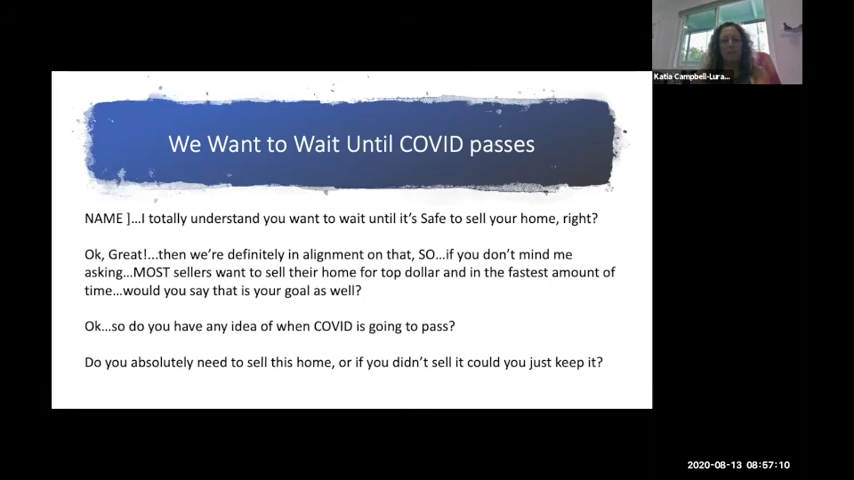 Katia Campbell-Lura...
We Want to Wait Until COVID passes
NAME ]...I totally understand you want to wait until it's Safe to sell your home, right?
Ok, Great!...then we're definitely in alignment on that, SO...if you don't mind me
asking...MOST sellers want to sell their home for top dollar and in the fastest amount of
time...would you say that is your goal as well?
Ok...so do you have any idea of when COVID is going to pass?
Do you absolutely need to sell this home, or if you didn't sell it could you just keep it?
2020-08-13 08:57:10